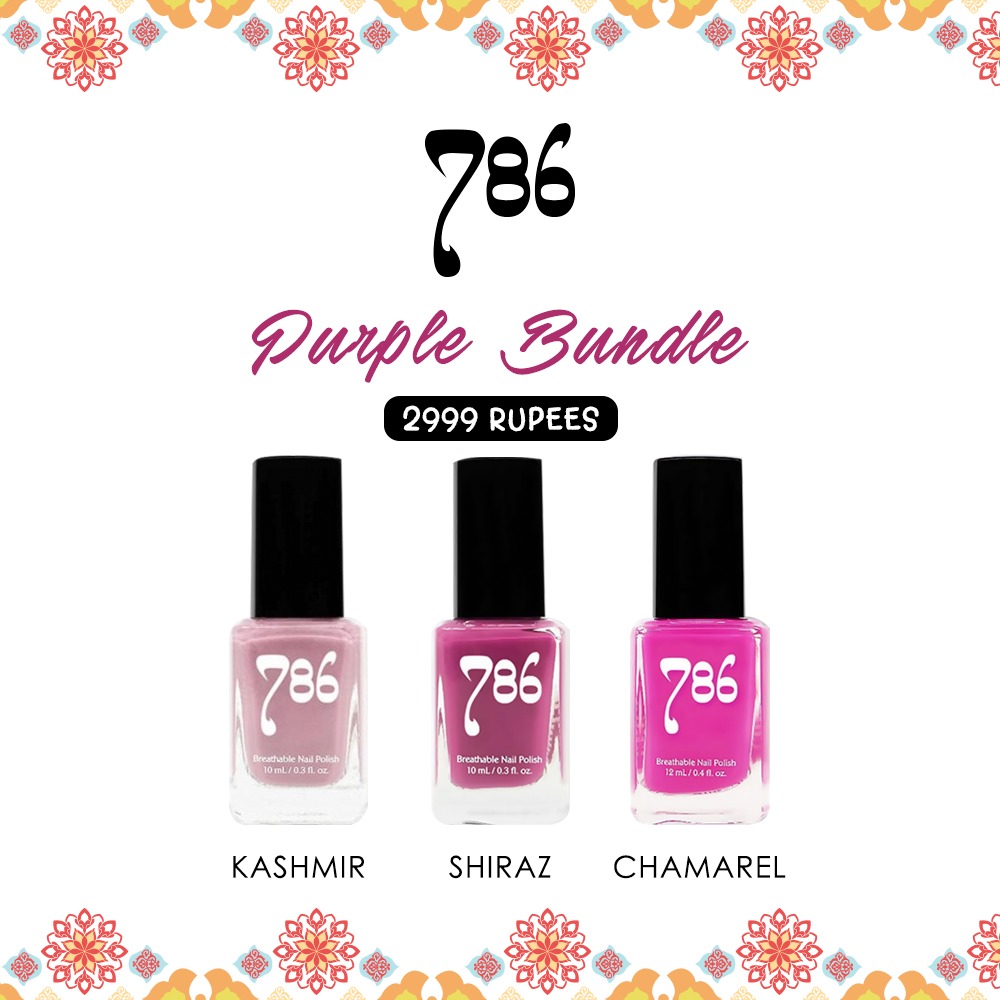 786
Purple Bundle
2999 RUPEES
786
Breathable Nail Polish
10 mL / 0.3 fl. oz.
786
Breathable Nail Polish
10 mL / 0.3 fl. oz.
786
Breathable Nail Polish
12 mL / 0.4 fl. oz.
KASHMIR
SHIRAZ
CHAMAREL